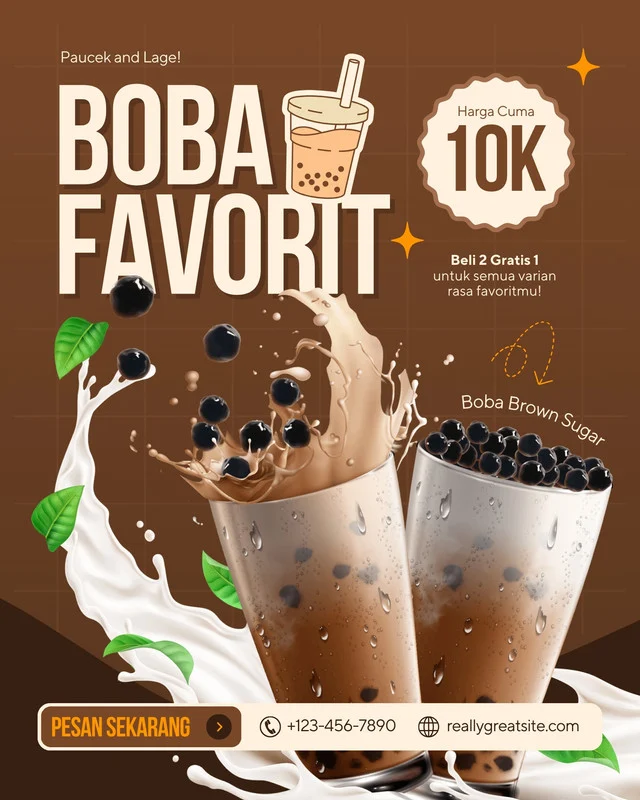 Paucek and Lage!
BOBA
FAVORIT
Harga Cuma
10K
Beli 2 Gratis 1
untuk semua varian
rasa favoritmu!
Boba Brown Sugar
PESAN SEKARANG
+123-456-7890
reallygreatsite.com